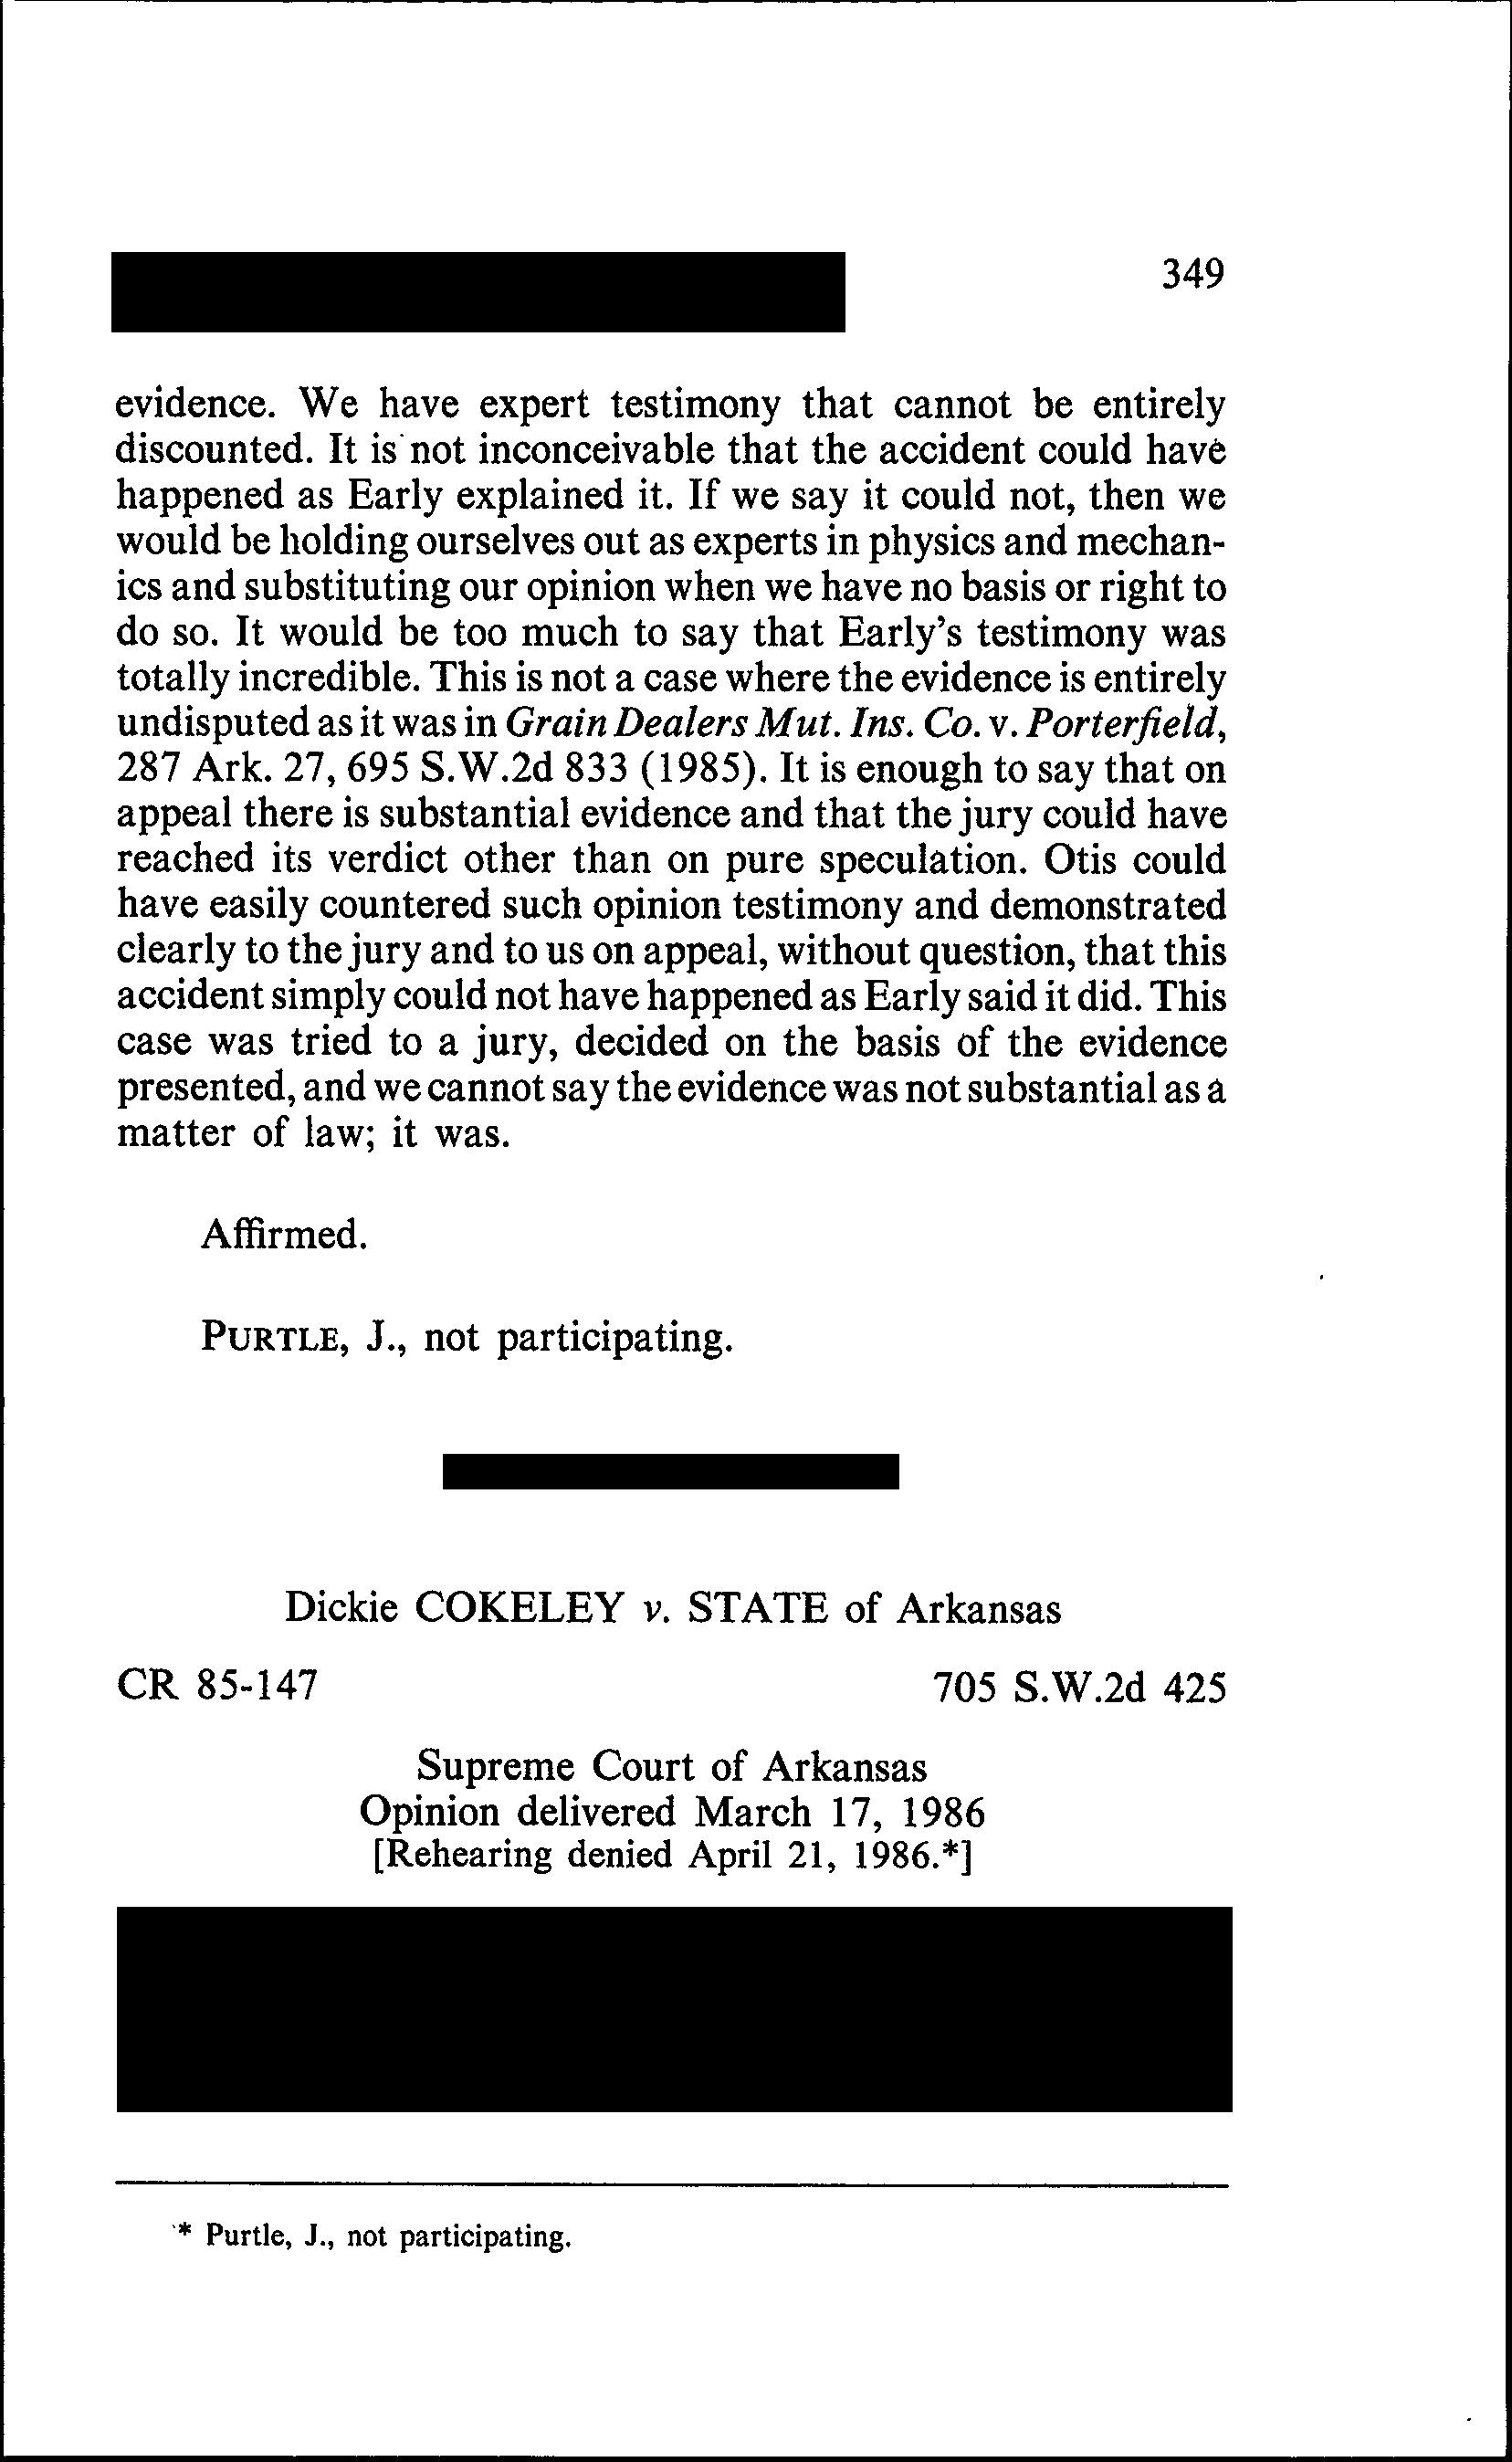 349
evidence. We have expert testimony that cannot be entirely
discounted. It is not inconceivable that the accident could have
happened as Early explained it. If we say it could not, then we
would be holding ourselves out as experts in physics and mechan-
ics and substituting our opinion when we have no basis or right to
do so. It would be too much to say that Early's testimony was
totally incredible. This is not a case where the evidence is entirely
undisputed as it was in Grain Dealers Mut. Ins. Co. v. Porterfield,
287 Ark. 27, 695 S.W.2d 833 (1985). It is enough to say that on
appeal there is substantial evidence and that the jury could have
reached its verdict other than on pure speculation. Otis could
have easily countered such opinion testimony and demonstrated
clearly to the jury and to us on appeal, without question, that this
accident simply could not have happened as Early said it did. This
case was tried to a jury, decided on the basis of the evidence
presented, and we cannot say the evidence was not substantial as a
matter of law; it was.
Affirmed.
PURTLE, J., not participating.
Dickie COKELEY v. STATE of Arkansas
CR 85-147 705 S.W.2d 425
Supreme Court of Arkansas
Opinion delivered March 17, 1986
[Rehearing denied April 21, 1986.*]
* Purtle, J., not participating.